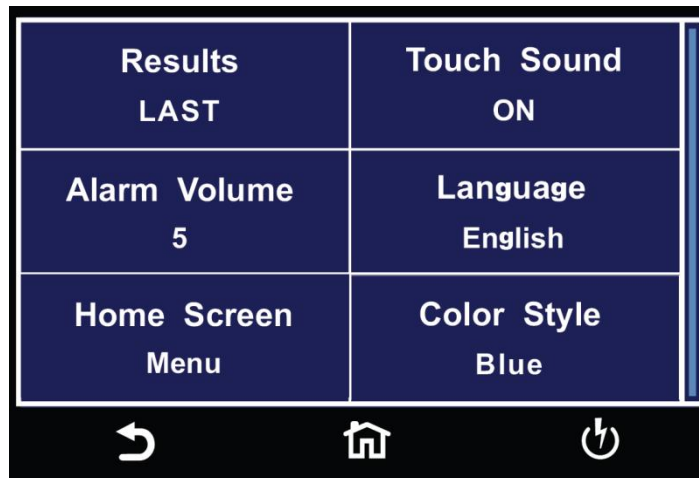 Results
LAST
Touch Sound
ON
Alarm Volume
5
Language
English
Home Screen
Menu
Color Style
Blue